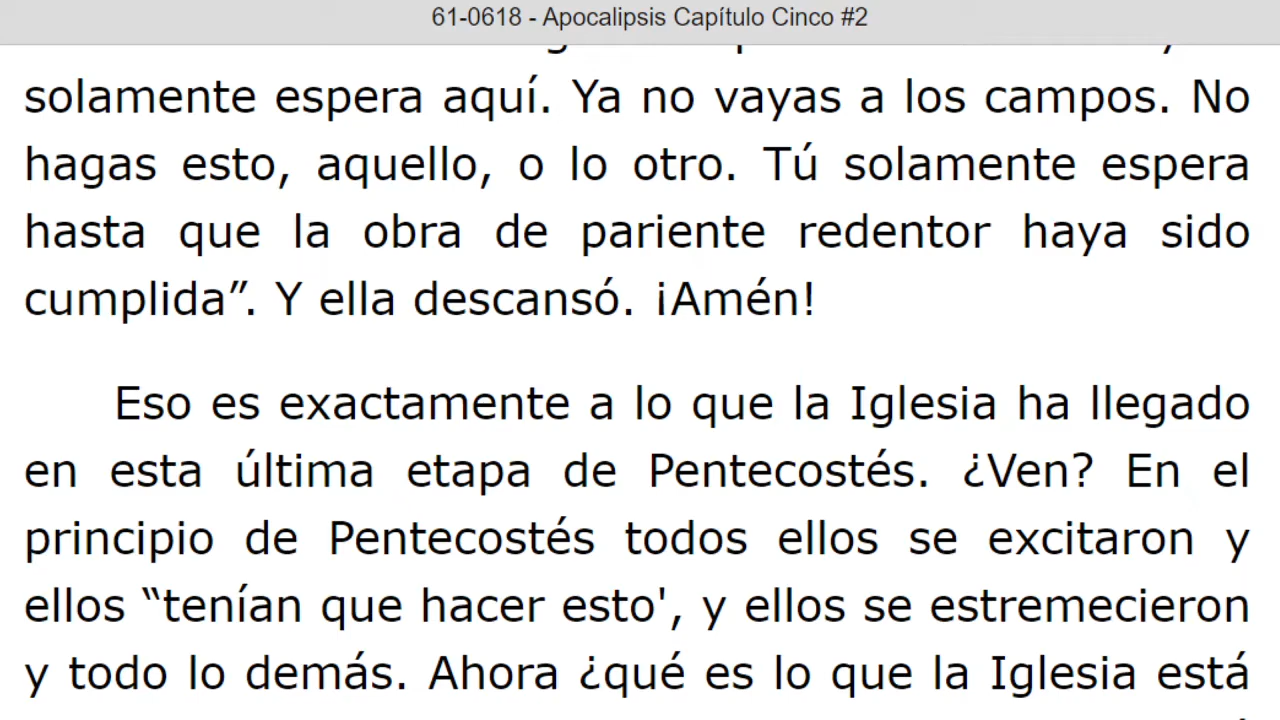 61-0618 - Apocalipsis Capítulo Cinco #2
solamente espera aquí. Ya no vayas a los campos. No
hagas esto, aquello, o lo otro. Tú solamente espera
hasta que la obra de pariente redentor haya sido
cumplida”. Y ella descansó. ¡Amén!
Eso es exactamente a lo que la Iglesia ha llegado
en esta última etapa de Pentecostés. ¿Ven? En el
principio de Pentecostés todos ellos se excitaron y
ellos “tenían que hacer esto', y ellos se estremecieron
y todo lo demás. Ahora ¿qué es lo que la Iglesia está